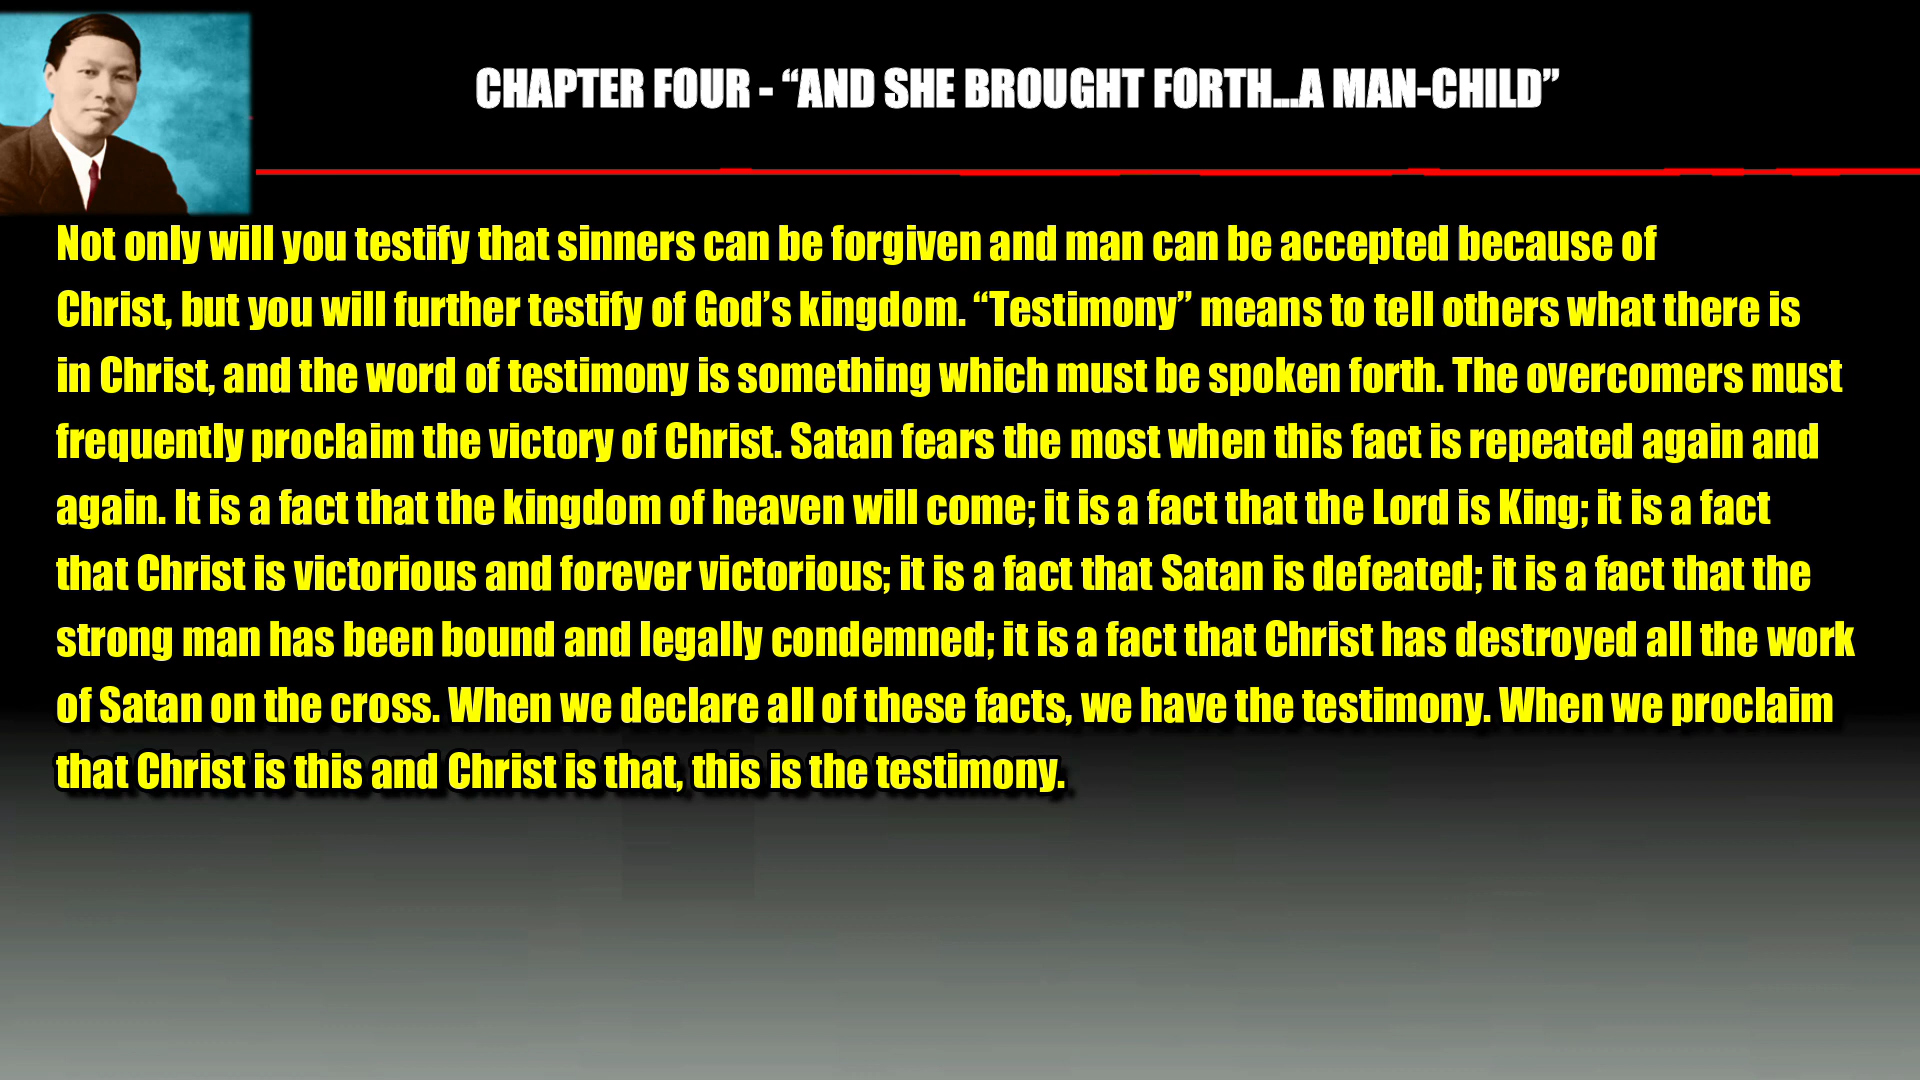 CHAPTER FOUR - “AND SHE BROUGHT FORTH...A MAN-CHILD”
Not only will you testify that sinners can be forgiven and man can be accepted because of
Christ, but you will further testify of God’s kingdom. “Testimony” means to tell others what there is
in Christ, and the word of testimony is something which must be spoken forth. The overcomers must
frequently proclaim the victory of Christ. Satan fears the most when this fact is repeated again and
again. It is a fact that the kingdom of heaven will come; it is a fact that the Lord is King; it is a fact
that Christ is victorious and forever victorious; it is a fact that Satan is defeated; it is a fact that the
strong man has been bound and legally condemned; it is a fact that Christ has destroyed all the work
of Satan on the cross. When we declare all of these facts, we have the testimony. When we proclaim
that Christ is this and Christ is that, this is the testimony.